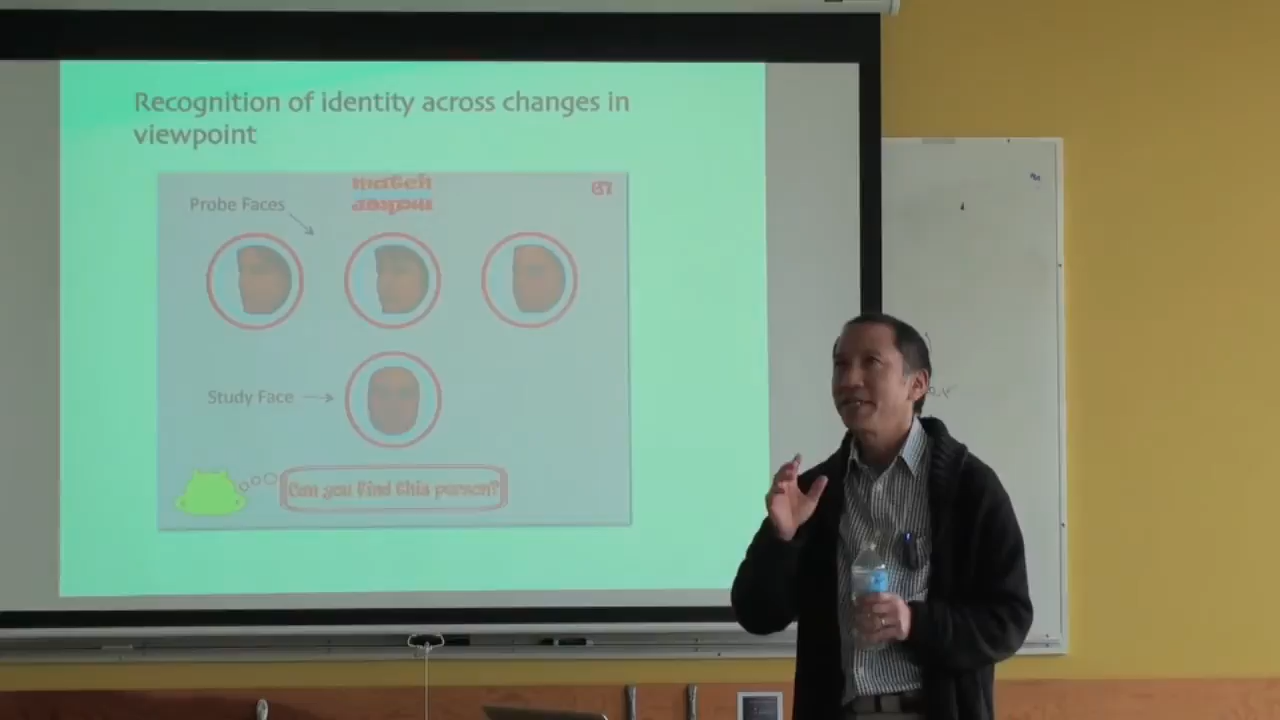 Recognition of identity across changes in
viewpoint
match
Probe Faces
Study Face
Can you find this person?